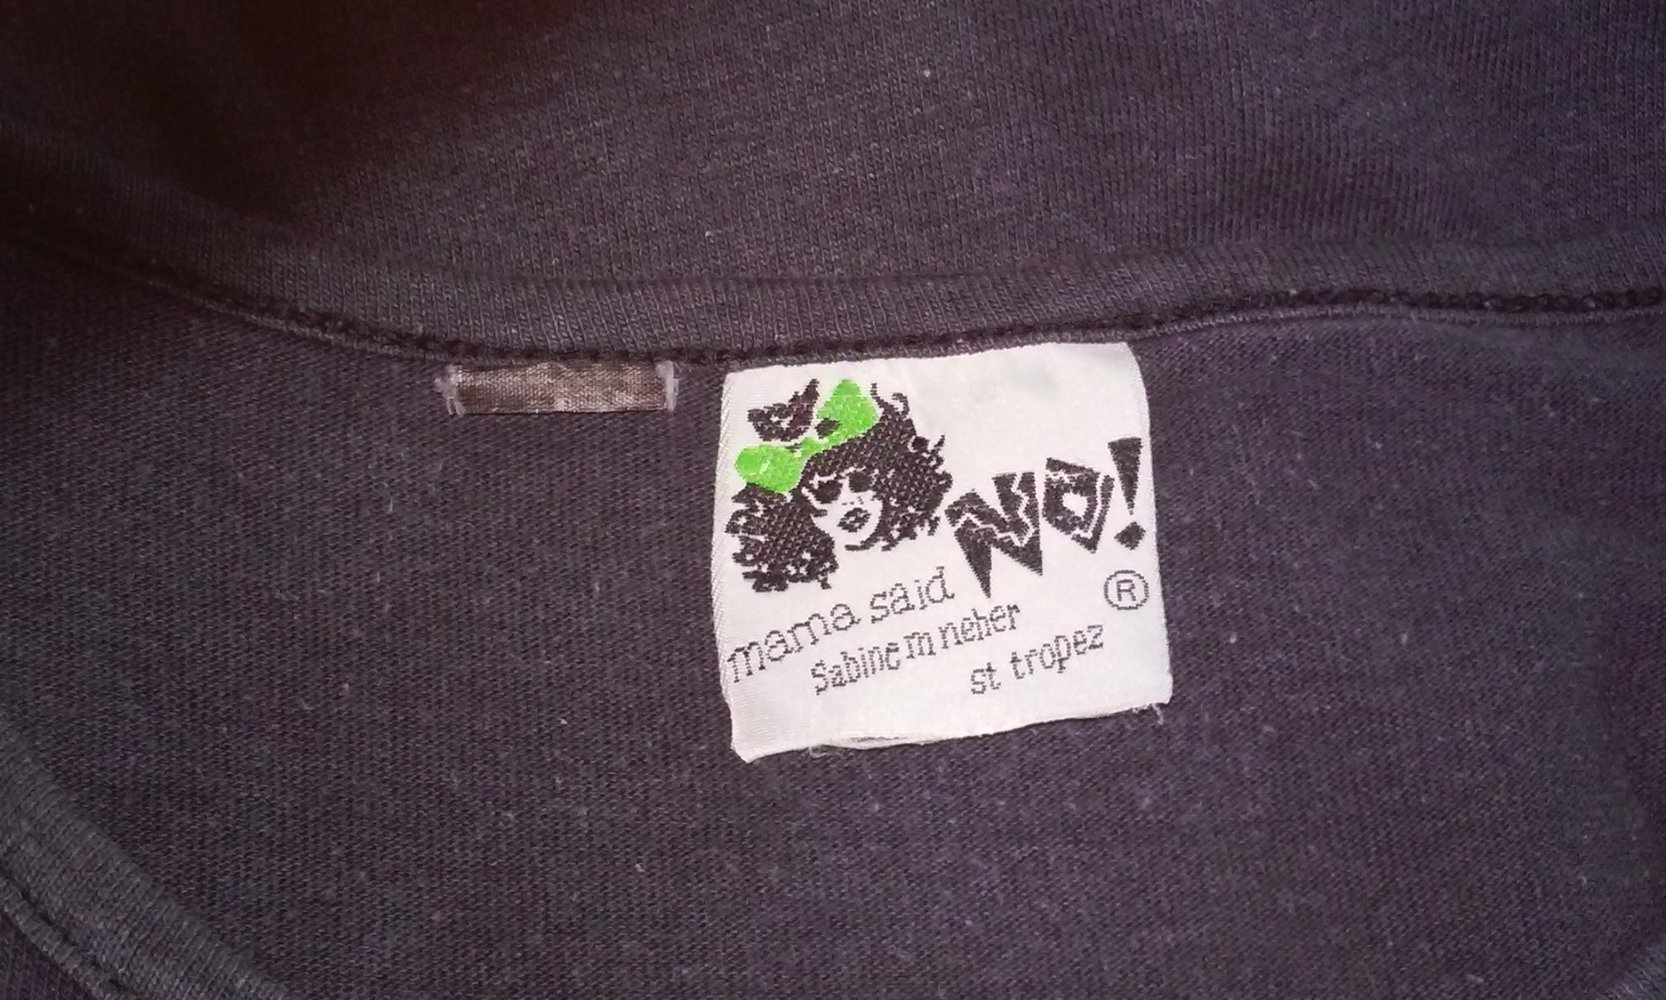 NO!
®
mama said
Sabine m neher
st tropez